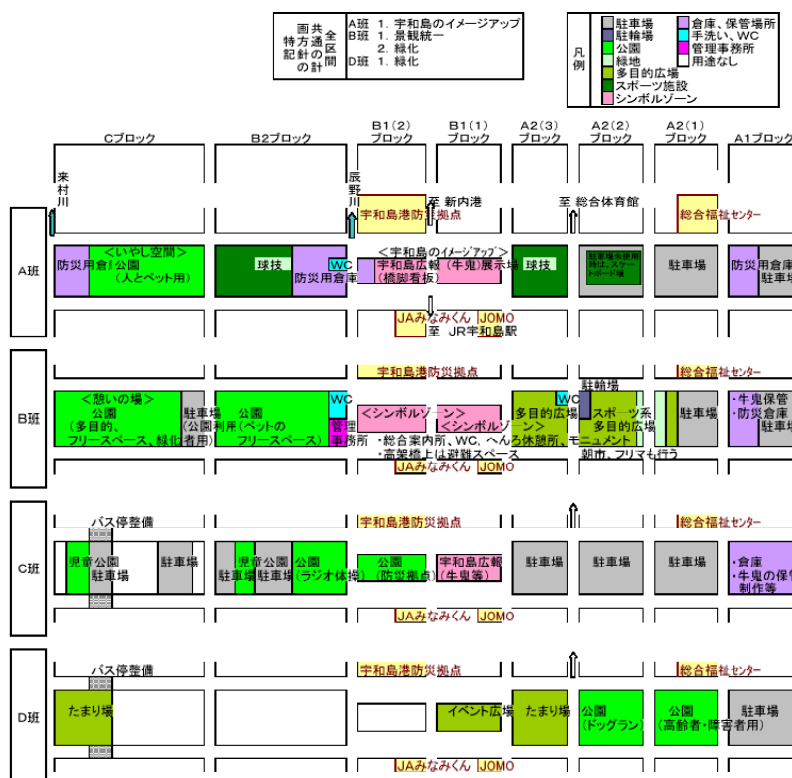 全区間
共通の
画方針の計
特記
A班 1. 宇和島のイメージアップ
B班 1. 景観統一
2. 緑化
D班 1. 緑化
凡例
駐車場
駐輪場
公園
緑地
多目的広場
スポーツ施設
シンボルゾーン
倉庫、保管場所
手洗い、WC
管理事務所
用途なし
Cブロック
B2ブロック
B1(2)
ブロック
B1(1)
ブロック
A2(3)
ブロック
A2(2)
ブロック
A2(1)
ブロック
A1ブロック
来村川
辰野川
至 新内港
至 総合体育館
宇和島港防災拠点
総合福祉センター
A班
<いやし空間>
防災用倉庫
公園
(人とペット用)
球技
WC
防災用倉庫
<宇和島のイメージアップ>
宇和島広報(牛鬼)展示場
(橋脚看板)
球技
駐車場未使用
時は、スケー
トボード場
駐車場
防災用倉庫
駐車場
JAみなみくん
JOMO
至 JR宇和島駅
宇和島港防災拠点
総合福祉センター
B班
<憩いの場>
公園
(多目的、
フリースペース、緑化)
駐車場
(公園利用者用)
公園
(ペットの
フリースペース)
WC
管理
事務所
<シンボルゾーン>
<シンボルゾーン>
・総合案内所、WC、へんろ休憩所、モニュメント
・高架橋上は避難スペース
WC
多目的広場
駐輪場
スポーツ系
多目的広場
朝市、フリマも行う
駐車場
・牛鬼保管
・防災倉庫
駐車場
JAみなみくん
JOMO
バス停整備
宇和島港防災拠点
総合福祉センター
C班
児童公園
駐車場
駐車場
児童公園
駐車場
駐車場
公園
(ラジオ体操)
公園
(防災拠点)
宇和島広報
(牛鬼等)
駐車場
駐車場
駐車場
・倉庫
・牛鬼の保管
制作等
JAみなみくん
JOMO
バス停整備
宇和島港防災拠点
総合福祉センター
D班
たまり場
イベント広場
たまり場
公園
(ドッグラン)
公園
(高齢者・障害者用)
駐車場
JAみなみくん
JOMO